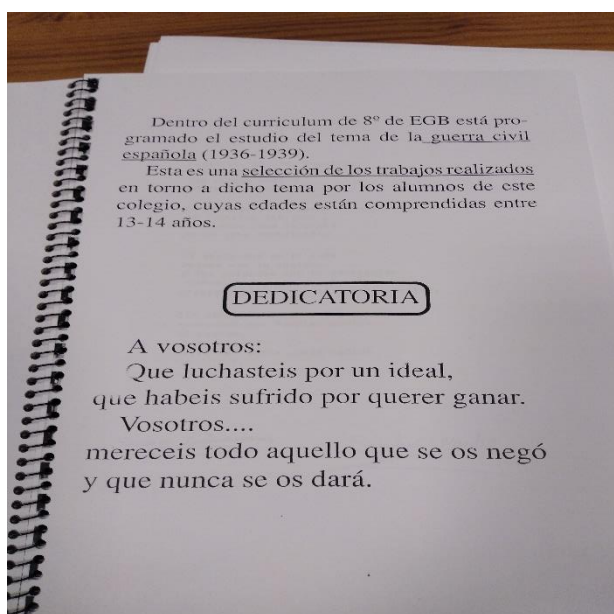 Dentro del curriculum de 8º de EGB está pro-
gramado el estudio del tema de la guerra civil
española (1936-1939).
Esta es una selección de los trabajos realizados
en torno a dicho tema por los alumnos de este
colegio, cuyas edades están comprendidas entre
13-14 años.
DEDICATORIA
A vosotros:
Que luchasteis por un ideal,
que habeis sufrido por querer ganar.
Vosotros....
mereceis todo aquello que se os negó
y que nunca se os dará.